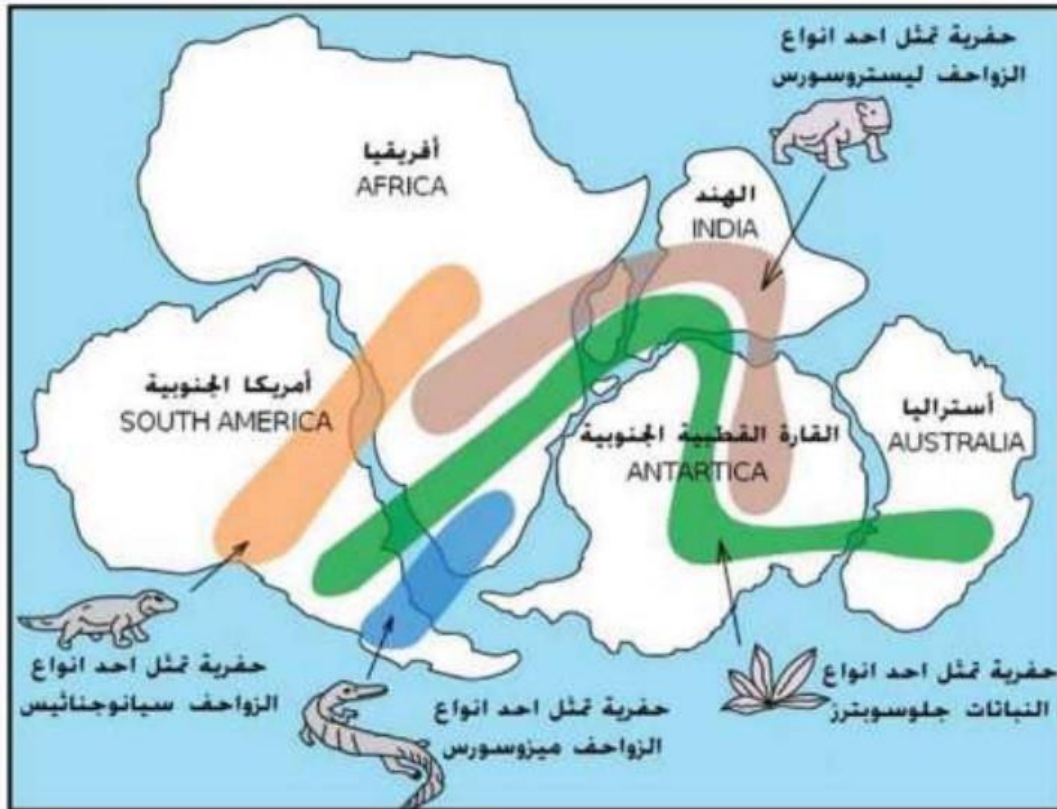 حفرية تمثل احد انواع
الزواحف ليستروسورس
أفريقيا
AFRICA
الهند
INDIA
أمريكا الجنوبية
SOUTH AMERICA
القارة القطبية الجنوبية
ANTARTICA
أستراليا
AUSTRALIA
حفرية تمثل احد انواع
الزواحف سيانوجناثيس
حفرية تمثل احد انواع
الزواحف ميزوسورس
حفرية تمثل احد انواع
النباتات جلوسوبترز